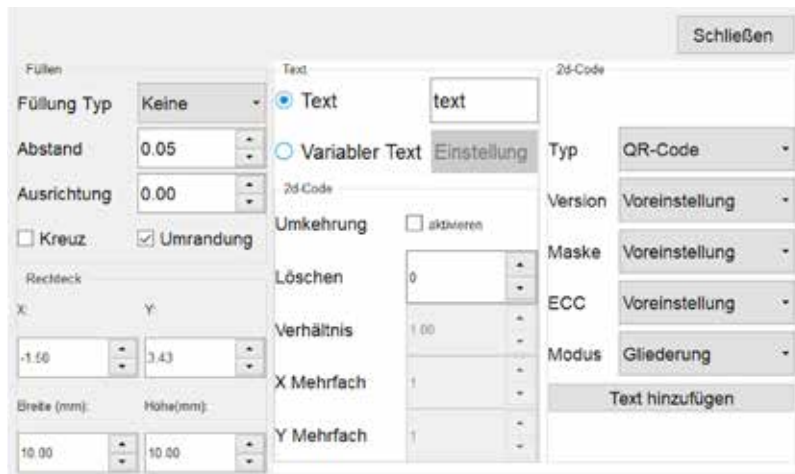 Schließen
Füllen
Füllung Typ Keine
Abstand 0.05
Ausrichtung 0.00
Kreuz Umrandung
Rechteck
X: Y:
-1.50 3.43
Breite (mm): Höhe(mm):
10.00 10.00
Text
Text text
Variabler Text Einstellung
2d-Code
Umkehrung aktivieren
Löschen 0
Verhältnis 1.00
X Mehrfach 1
Y Mehrfach 1
2d-Code
Typ QR-Code
Version Voreinstellung
Maske Voreinstellung
ECC Voreinstellung
Modus Gliederung
Text hinzufügen